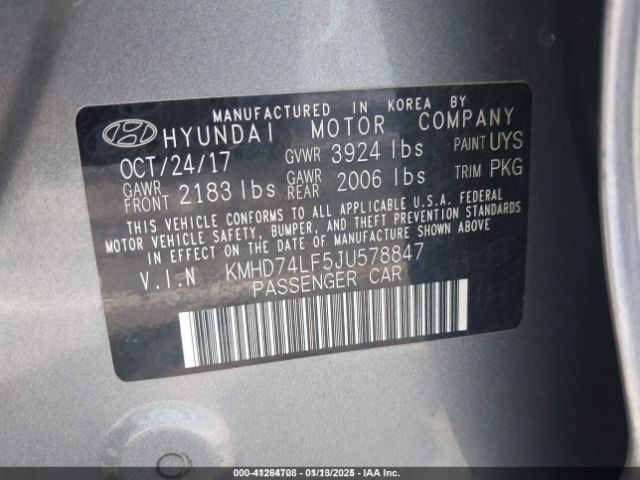 MANUFACTURED IN KOREA BY
HYUNDAI MOTOR COMPANY
OCT/24/17 GVWR 3924 lbs PAINT UYS
GAWR FRONT 2183 lbs GAWR REAR 2006 lbs TRIM PKG
THIS VEHICLE CONFORMS TO ALL APPLICABLE U.S.A. FEDERAL
MOTOR VEHICLE SAFETY, BUMPER, AND THEFT PREVENTION STANDARDS
IN EFFECT ON THE DATE OF MANUFACTURE SHOWN ABOVE
V.I.N KMHD74LF5JU578847
PASSENGER CAR
000-41264708 - 01/13/2025 - IAA Inc.